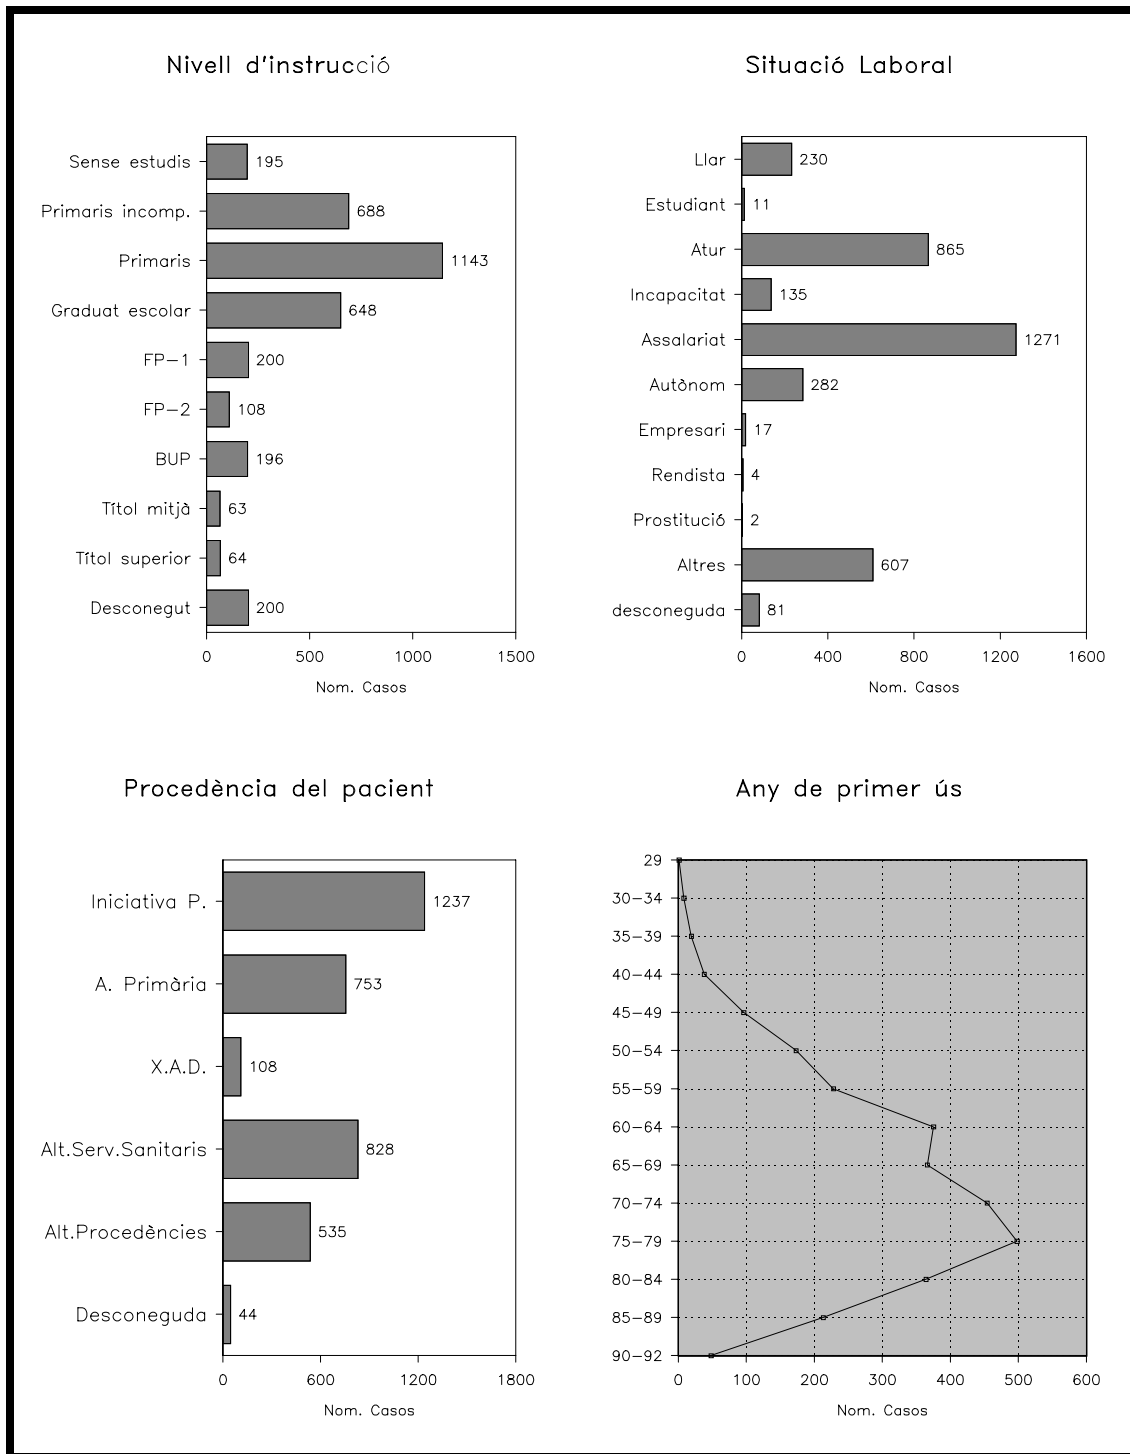 Nivell d'instrucció
Sense estudis 195
Primaris incomp. 688
Primaris 1143
Graduat escolar 648
FP-1 200
FP-2 108
BUP 196
Títol mitjà 63
Títol superior 64
Desconegut 200
0 500 1000 1500
Nom. Casos
Situació Laboral
Llar 230
Estudiant 11
Atur 865
Incapacitat 135
Assalariat 1271
Autònom 282
Empresari 17
Rendista 4
Prostitució 2
Altres 607
desconeguda 81
0 400 800 1200 1600
Nom. Casos
Procedència del pacient
Iniciativa P. 1237
A. Primària 753
X.A.D. 108
Alt.Serv.Sanitaris 828
Alt.Procedències 535
Desconeguda 44
0 600 1200 1800
Nom. Casos
Any de primer ús
29
30-34
35-39
40-44
45-49
50-54
55-59
60-64
65-69
70-74
75-79
80-84
85-89
90-92
0 100 200 300 400 500 600
Nom. Casos